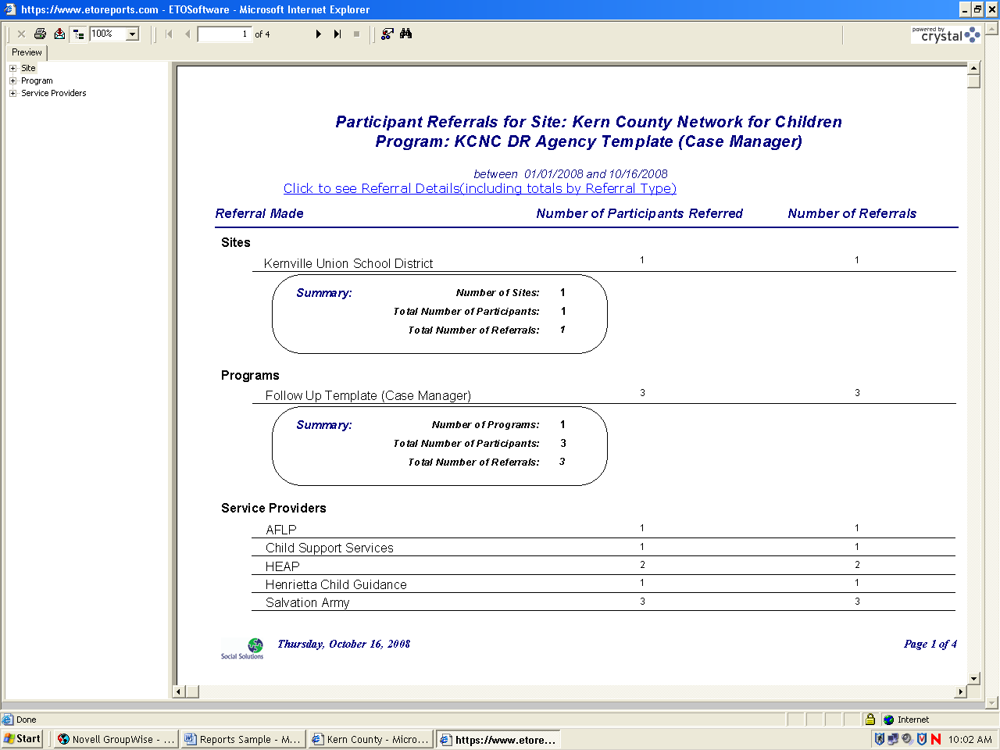 https://www.etoreports.com - ETOSoftware - Microsoft Internet Explorer
100%
1 of 4
powered by
crystal
Preview
Site
Program
Service Providers
Participant Referrals for Site: Kern County Network for Children
Program: KCNC DR Agency Template (Case Manager)
between 01/01/2008 and 10/16/2008
Click to see Referral Details(including totals by Referral Type)
Referral Made Number of Participants Referred Number of Referrals
Sites
Kernville Union School District 1 1
Summary: Number of Sites: 1
Total Number of Participants: 1
Total Number of Referrals: 1
Programs
Follow Up Template (Case Manager) 3 3
Summary: Number of Programs: 1
Total Number of Participants: 3
Total Number of Referrals: 3
Service Providers
AFLP 1 1
Child Support Services 1 1
HEAP 2 2
Henrietta Child Guidance 1 1
Salvation Army 3 3
Social Solutions
Thursday, October 16, 2008 Page 1 of 4
Done Internet
Start Novell GroupWise - ... Reports Sample - M... Kern County - Micro... https://www.etore... 10:02 AM